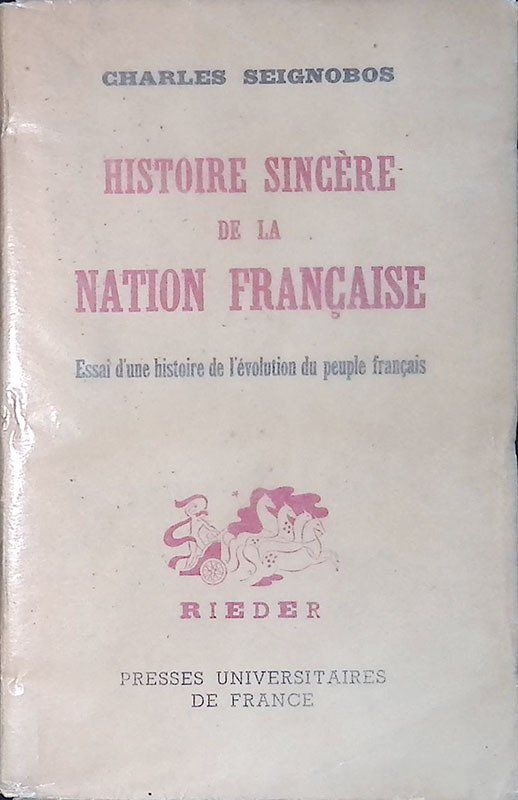 CHARLES SEIGNOBOS
HISTOIRE SINCÈRE
DE LA
NATION FRANÇAISE
Essai d'une histoire de l'évolution du peuple français
RIEDER
PRESSES UNIVERSITAIRES
DE FRANCE